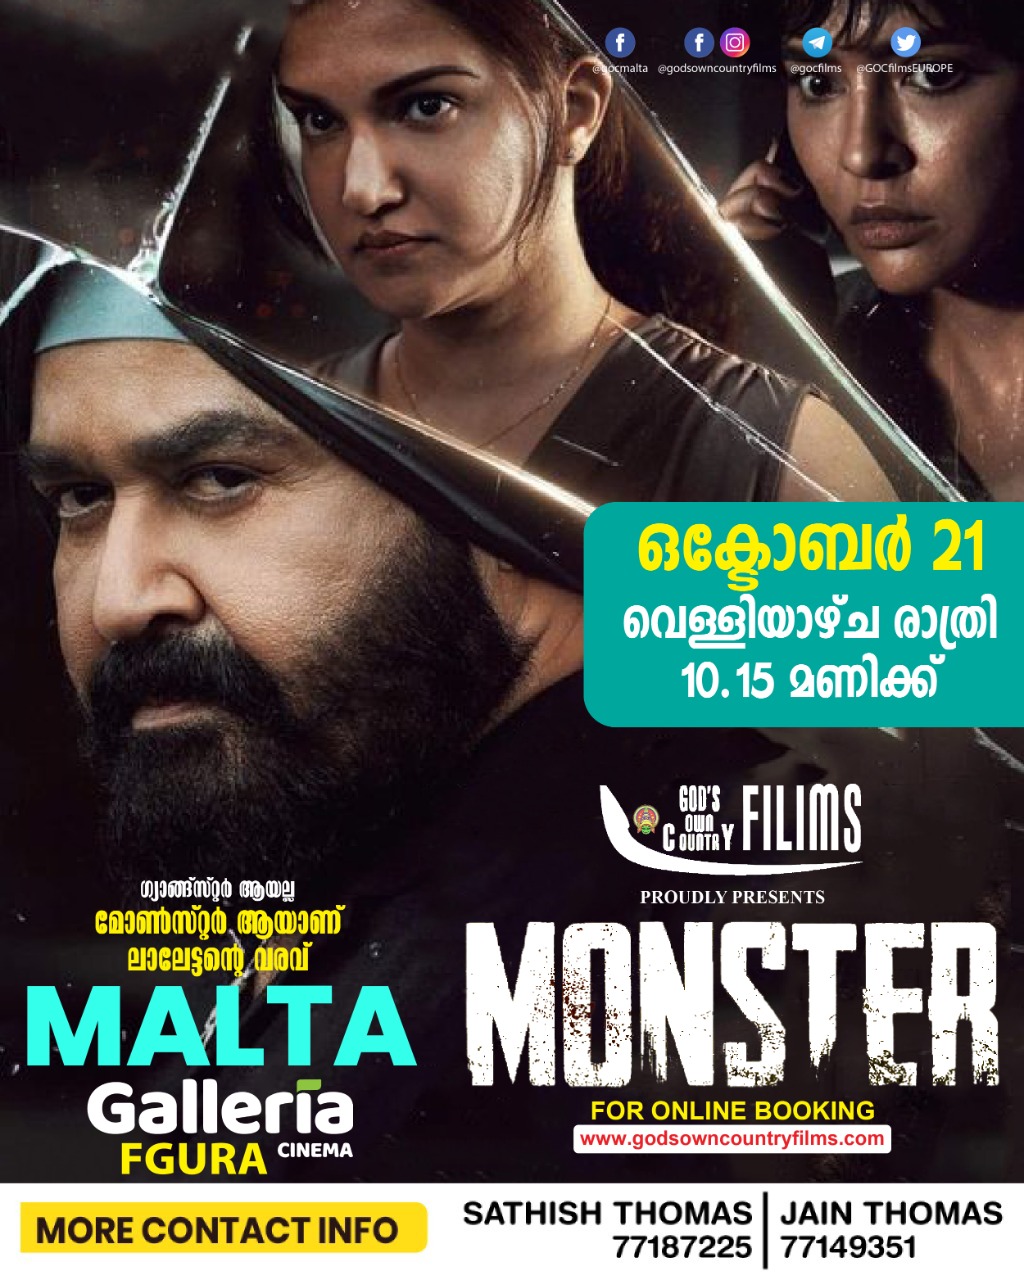 @gocmalta @godsowncountryfilms @gocfilms @GOCfilmsEUROPE
ഒക്ടോബർ 21
വെള്ളിയാഴ്ച രാത്രി
10.15 മണിക്ക്
GOD'S
OWN
COUNTRY FILIMS
PROUDLY PRESENTS
MONSTER
FOR ONLINE BOOKING
www.godsowncountryfilms.com
ഗ്യാങ്ങ്സ്റ്റർ ആയല്ല
മോൺസ്റ്റർ ആയാണ്
ലാലേട്ടന്റെ വരവ്
MALTA
Galleria
CINEMA
FGURA
MORE CONTACT INFO
SATHISH THOMAS
77187225
JAIN THOMAS
77149351